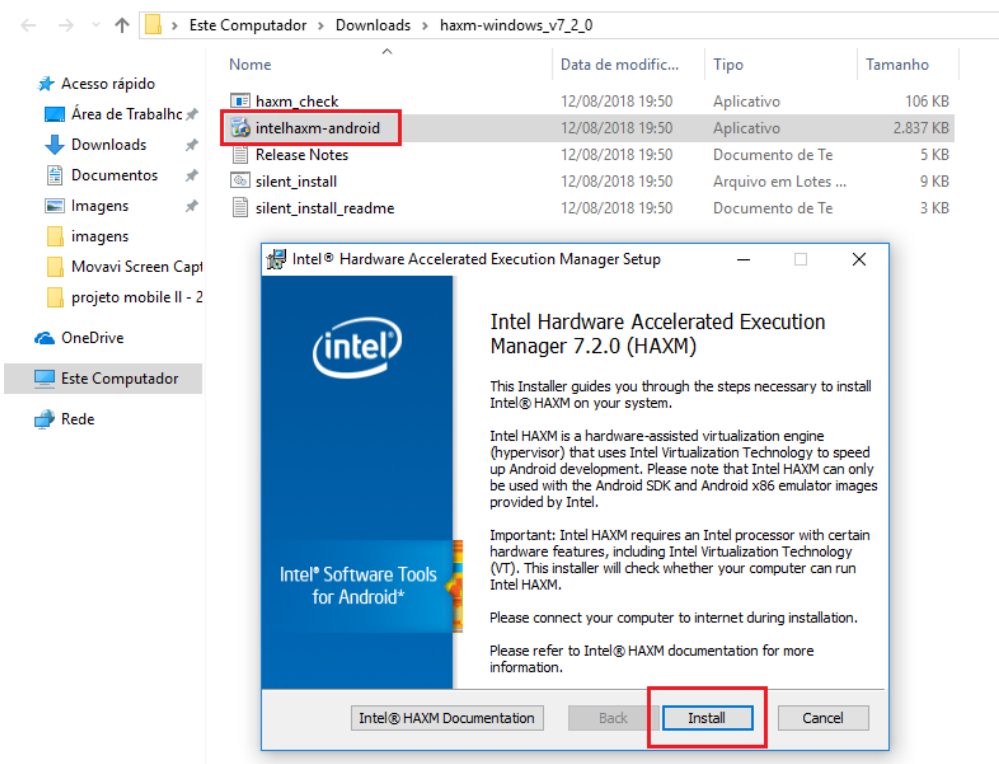 Este Computador > Downloads > haxm-windows_v7_2_0
Nome Data de modific... Tipo Tamanho
Acesso rápido
Área de Trabalhc
Downloads
Documentos
Imagens
imagens
Movavi Screen Capt
projeto mobile II - 2
OneDrive
Este Computador
Rede
haxm_check 12/08/2018 19:50 Aplicativo 106 KB
intelhaxm-android 12/08/2018 19:50 Aplicativo 2.837 KB
Release Notes 12/08/2018 19:50 Documento de Te 5 KB
silent_install 12/08/2018 19:50 Arquivo em Lotes ... 9 KB
silent_install_readme 12/08/2018 19:50 Documento de Te 3 KB
Intel® Hardware Accelerated Execution Manager Setup
intel
Intel® Software Tools
for Android*
Intel Hardware Accelerated Execution
Manager 7.2.0 (HAXM)
This Installer guides you through the steps necessary to install
Intel® HAXM on your system.
Intel HAXM is a hardware-assisted virtualization engine
(hypervisor) that uses Intel Virtualization Technology to speed
up Android development. Please note that Intel HAXM can only
be used with the Android SDK and Android x86 emulator images
provided by Intel.
Important: Intel HAXM requires an Intel processor with certain
hardware features, including Intel Virtualization Technology
(VT). This installer will check whether your computer can run
Intel HAXM.
Please connect your computer to internet during installation.
Please refer to Intel® HAXM documentation for more
information.
Intel® HAXM Documentation Back Install Cancel